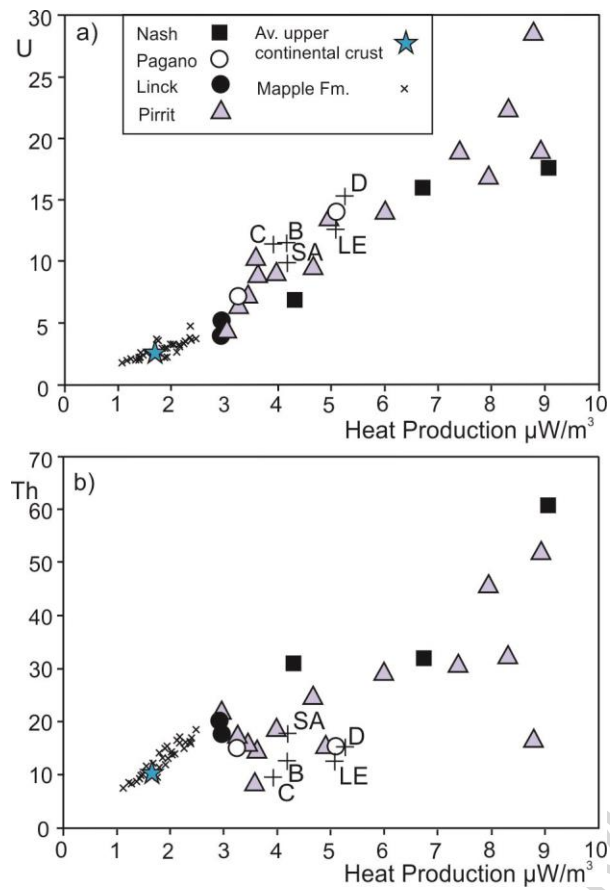 a)
U
Nash
Pagano
Linck
Pirrit
Av. upper
continental crust
Mapple Fm.
30
25
20
15
10
5
0
D
C
B
SA
LE
0 1 2 3 4 5 6 7 8 9 10
Heat Production µW/m³
b)
Th
70
60
50
40
30
20
10
0
SA
D
B
LE
C
0 1 2 3 4 5 6 7 8 9 10
Heat Production µW/m³